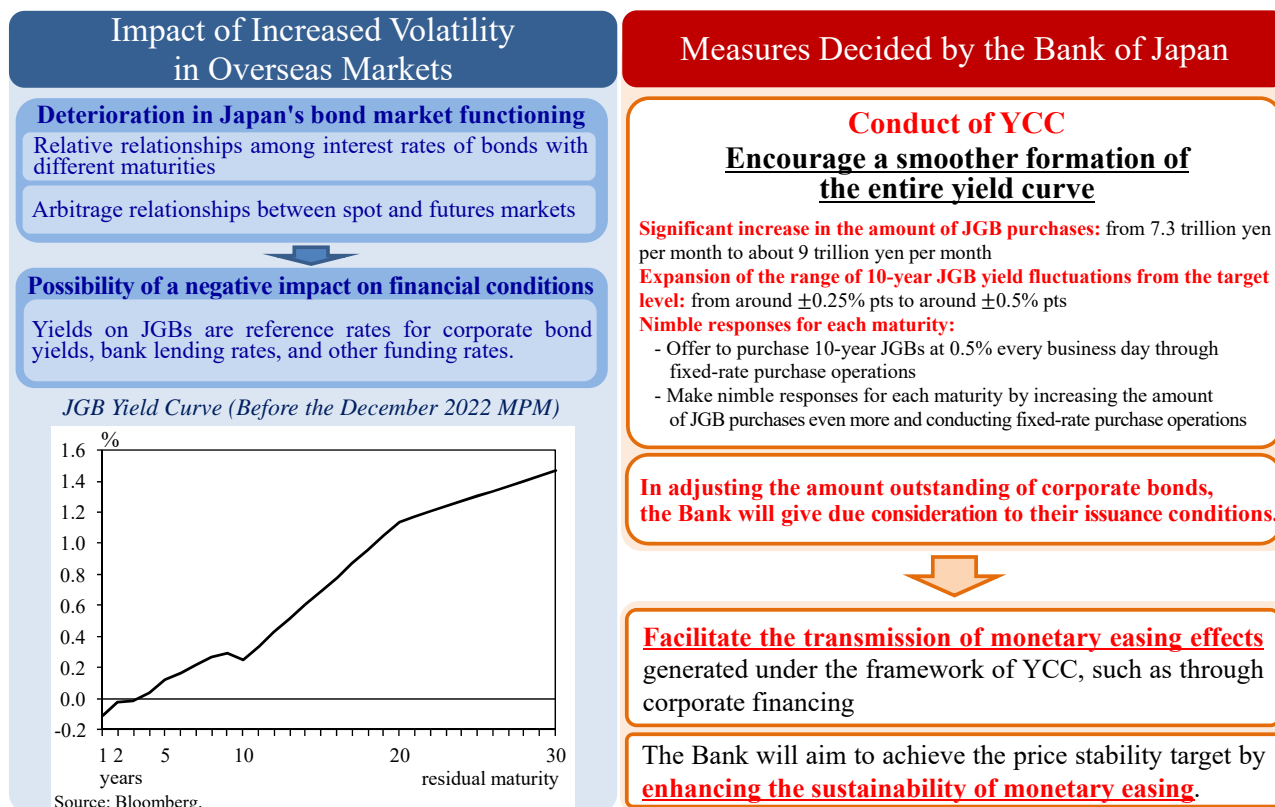 Impact of Increased Volatility
in Overseas Markets
Deterioration in Japan's bond market functioning
Relative relationships among interest rates of bonds with
different maturities
Arbitrage relationships between spot and futures markets
Possibility of a negative impact on financial conditions
Yields on JGBs are reference rates for corporate bond
yields, bank lending rates, and other funding rates.
JGB Yield Curve (Before the December 2022 MPM)
%
1.6
1.4
1.2
1.0
0.8
0.6
0.4
0.2
0.0
-0.2
1 2 5 10 20 30
years residual maturity
Source: Bloomberg.
Measures Decided by the Bank of Japan
Conduct of YCC
Encourage a smoother formation of
the entire yield curve
Significant increase in the amount of JGB purchases: from 7.3 trillion yen
per month to about 9 trillion yen per month
Expansion of the range of 10-year JGB yield fluctuations from the target
level: from around ±0.25% pts to around ±0.5% pts
Nimble responses for each maturity:
- Offer to purchase 10-year JGBs at 0.5% every business day through
fixed-rate purchase operations
- Make nimble responses for each maturity by increasing the amount
of JGB purchases even more and conducting fixed-rate purchase operations
In adjusting the amount outstanding of corporate bonds,
the Bank will give due consideration to their issuance conditions.
Facilitate the transmission of monetary easing effects
generated under the framework of YCC, such as through
corporate financing
The Bank will aim to achieve the price stability target by
enhancing the sustainability of monetary easing.